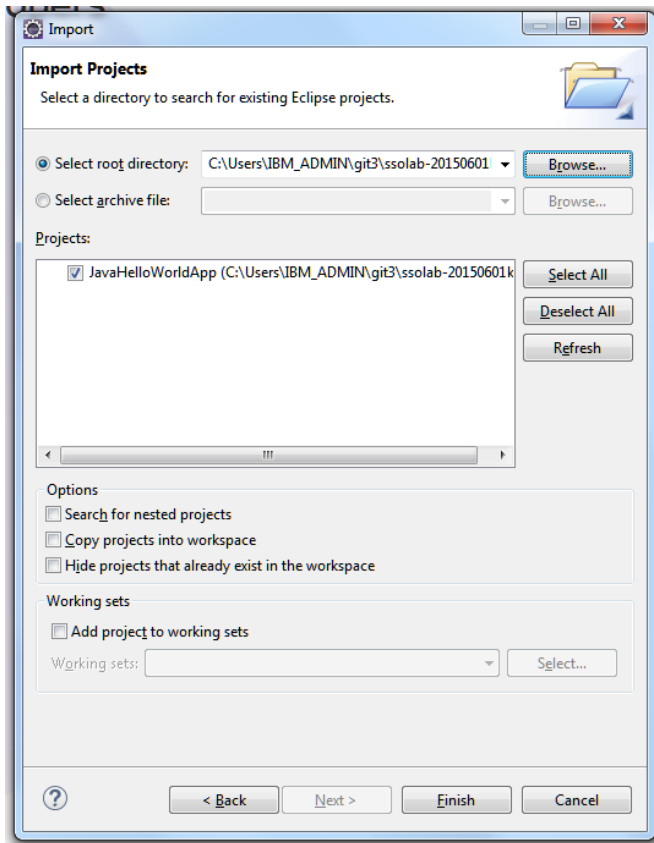 Import
Import Projects
Select a directory to search for existing Eclipse projects.
Select root directory: C:\Users\IBM_ADMIN\git3\ssolab-20150601 Browse...
Select archive file: Browse...
Projects:
JavaHelloWorldApp (C:\Users\IBM_ADMIN\git3\ssolab-20150601k
Select All
Deselect All
Refresh
Options
Search for nested projects
Copy projects into workspace
Hide projects that already exist in the workspace
Working sets
Add project to working sets
Working sets: Select...
? < Back Next > Finish Cancel